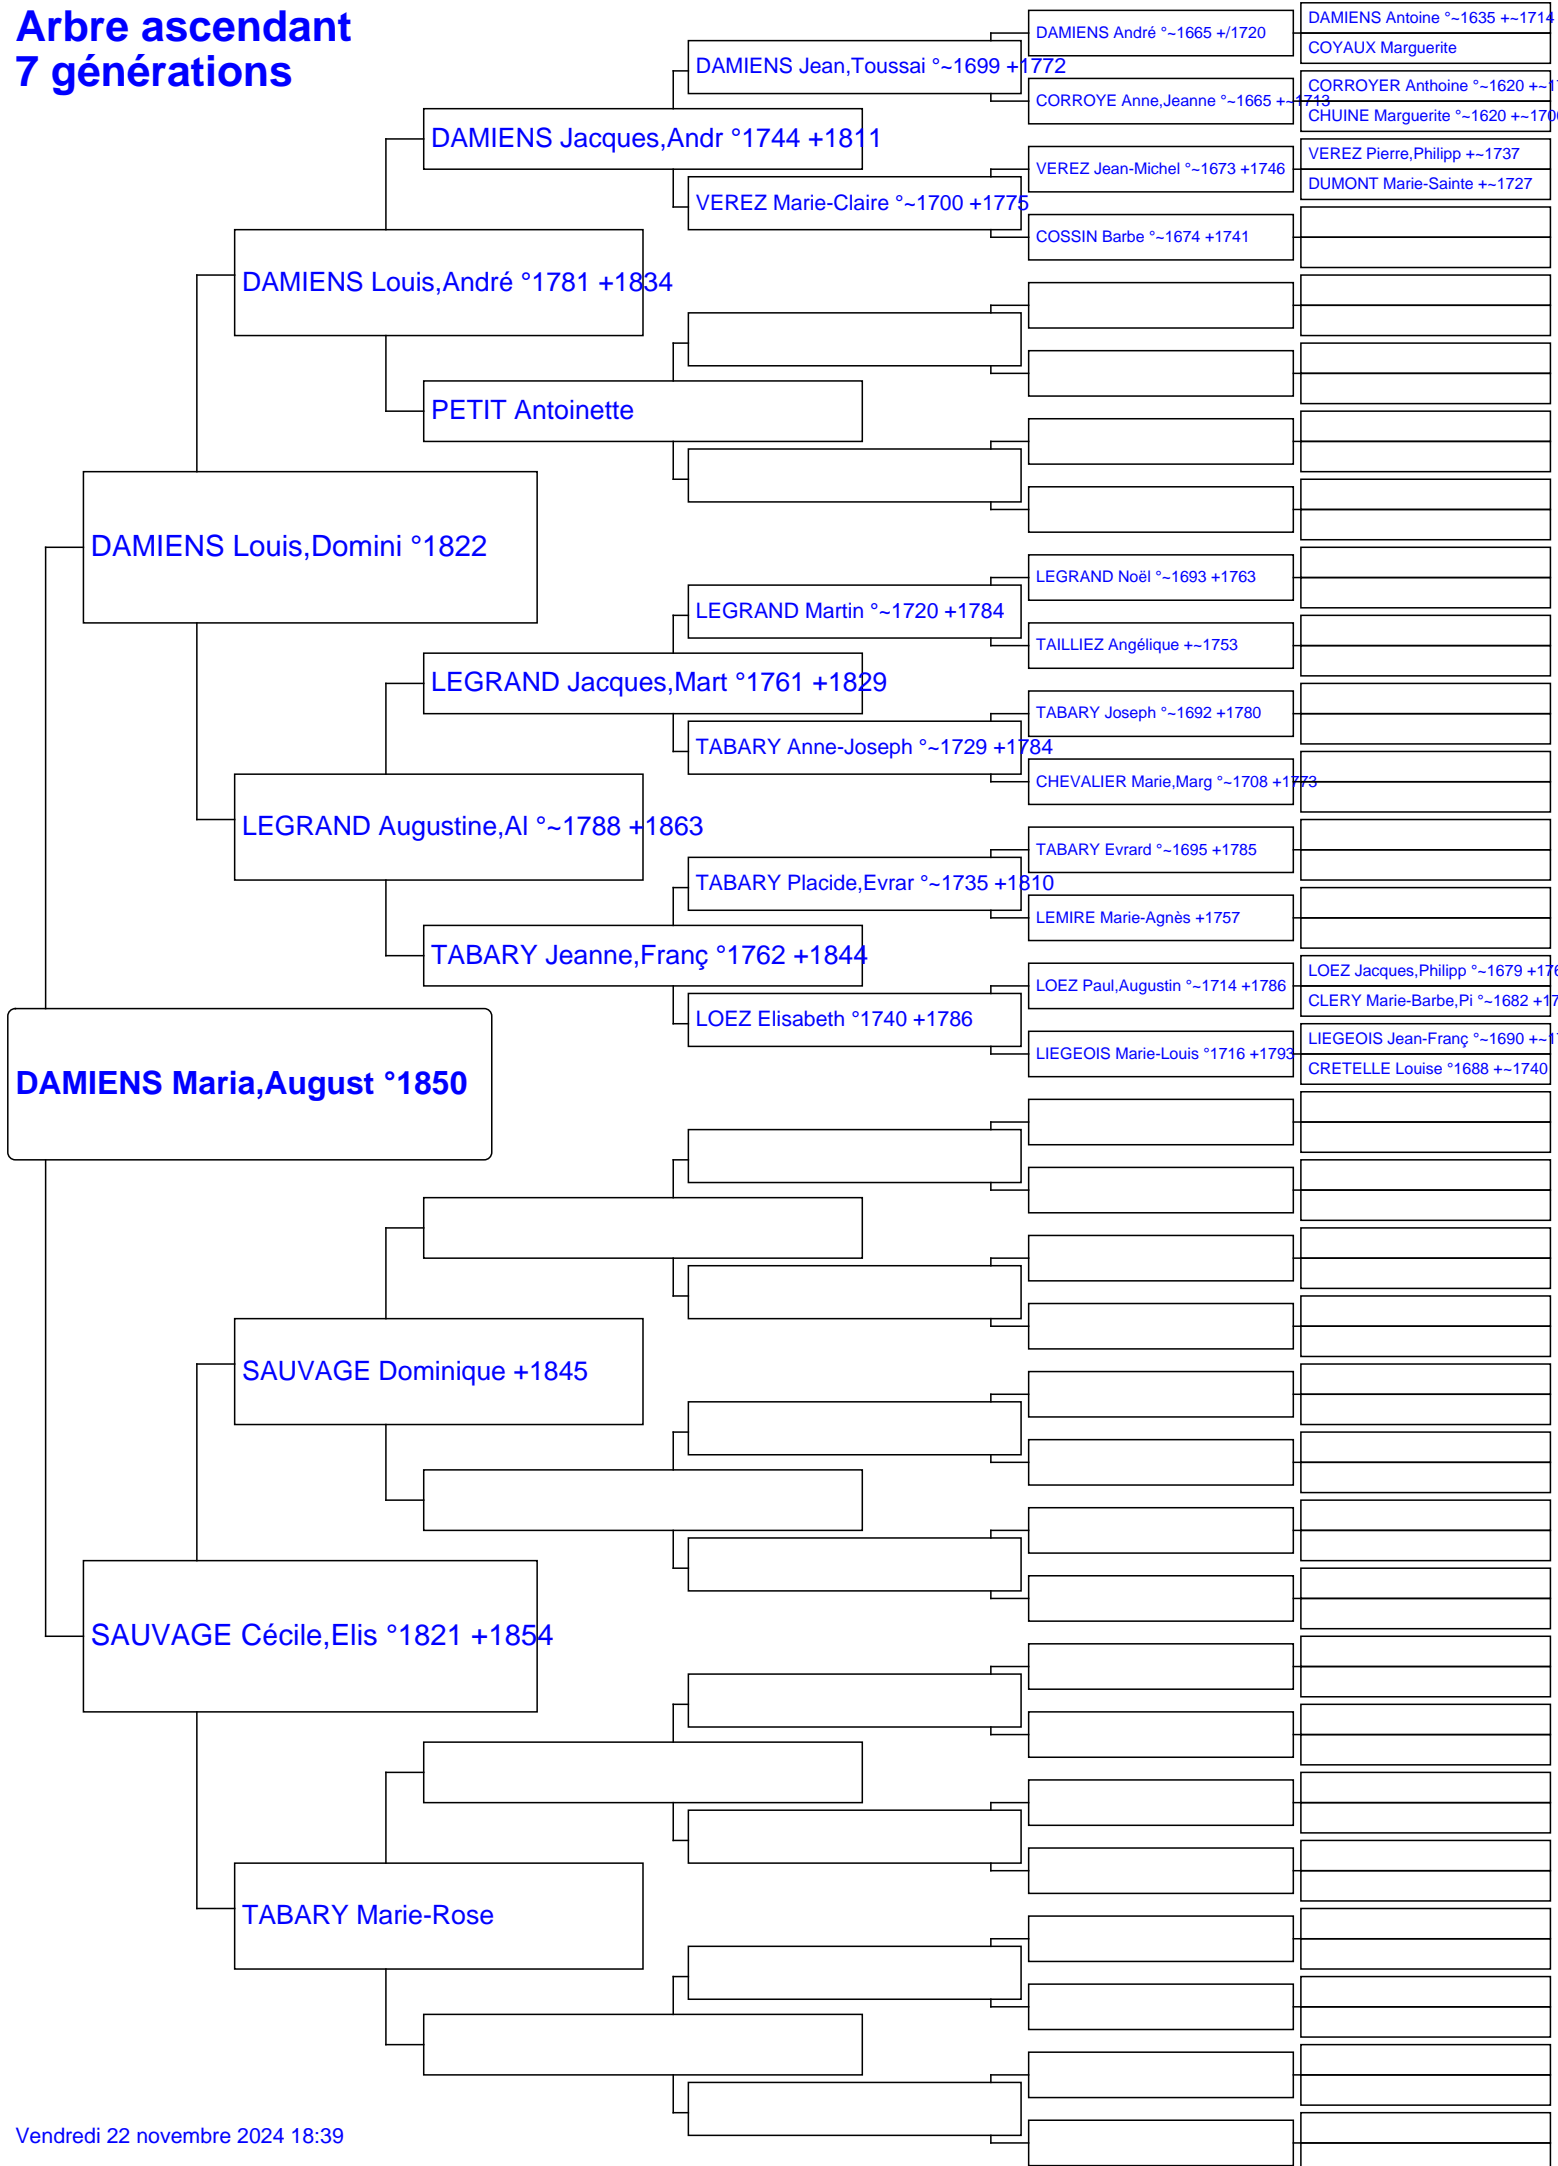 Arbre ascendant
7 générations
DAMIENS Antoine °~1635 +~1714
DAMIENS André °~1665 +/1720
COYAUX Marguerite
DAMIENS Jean,Toussai °~1699 +1772
CORROYER Anthoine °~1620 +~1
CORROYE Anne,Jeanne °~1665 +~1713
CHUINE Marguerite °~1620 +~170
DAMIENS Jacques,Andr °1744 +1811
VEREZ Pierre,Philipp +~1737
VEREZ Jean-Michel °~1673 +1746
DUMONT Marie-Sainte +~1727
VEREZ Marie-Claire °~1700 +1775
COSSIN Barbe °~1674 +1741
DAMIENS Louis,André °1781 +1834
PETIT Antoinette
DAMIENS Louis,Domini °1822
LEGRAND Noël °~1693 +1763
LEGRAND Martin °~1720 +1784
TAILLIEZ Angélique +~1753
LEGRAND Jacques,Mart °1761 +1829
TABARY Joseph °~1692 +1780
TABARY Anne-Joseph °~1729 +1784
CHEVALIER Marie,Marg °~1708 +1773
LEGRAND Augustine,Al °~1788 +1863
TABARY Evrard °~1695 +1785
TABARY Placide,Evrar °~1735 +1810
LEMIRE Marie-Agnès +1757
TABARY Jeanne,Franç °1762 +1844
LOEZ Jacques,Philipp °~1679 +176
LOEZ Paul,Augustin °~1714 +1786
CLERY Marie-Barbe,Pi °~1682 +17
LOEZ Elisabeth °1740 +1786
LIEGEOIS Jean-Franç °~1690 +~1
LIEGEOIS Marie-Louis °1716 +1793
CRETELLE Louise °1688 +~1740
DAMIENS Maria,August °1850
SAUVAGE Dominique +1845
SAUVAGE Cécile,Elis °1821 +1854
TABARY Marie-Rose
Vendredi 22 novembre 2024 18:39